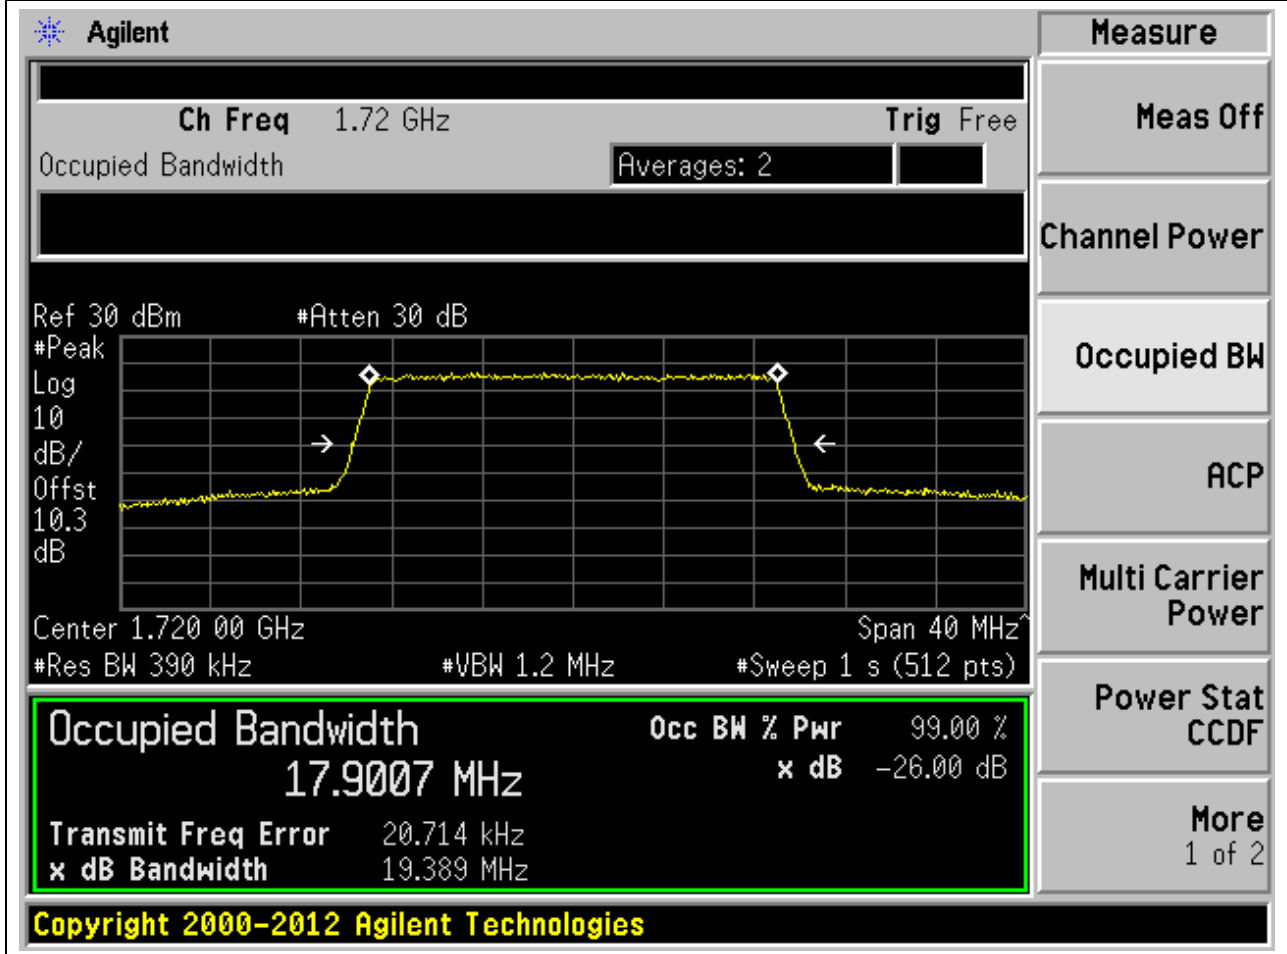 Agilent
Measure
Ch Freq 1.72 GHz Trig Free
Occupied Bandwidth Averages: 2
Meas Off
Channel Power
Occupied BW
ACP
Multi Carrier
Power
Power Stat
CCDF
More
1 of 2
Ref 30 dBm #Atten 30 dB
#Peak
Log
10
dB/
Offst
10.3
dB
Center 1.720 00 GHz Span 40 MHz^
#Res BW 390 kHz #VBW 1.2 MHz #Sweep 1 s (512 pts)
Occupied Bandwidth Occ BW % Pwr 99.00 %
17.9007 MHz x dB -26.00 dB
Transmit Freq Error 20.714 kHz
x dB Bandwidth 19.389 MHz
Copyright 2000-2012 Agilent Technologies